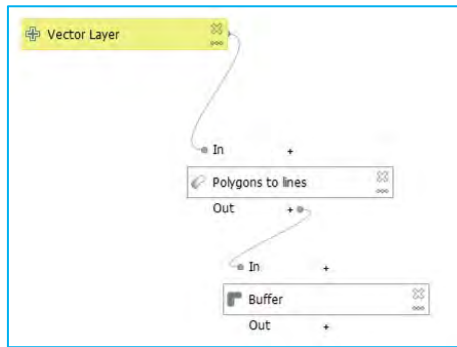 Vector Layer
In +
Polygons to lines
Out +
In +
Buffer
Out +